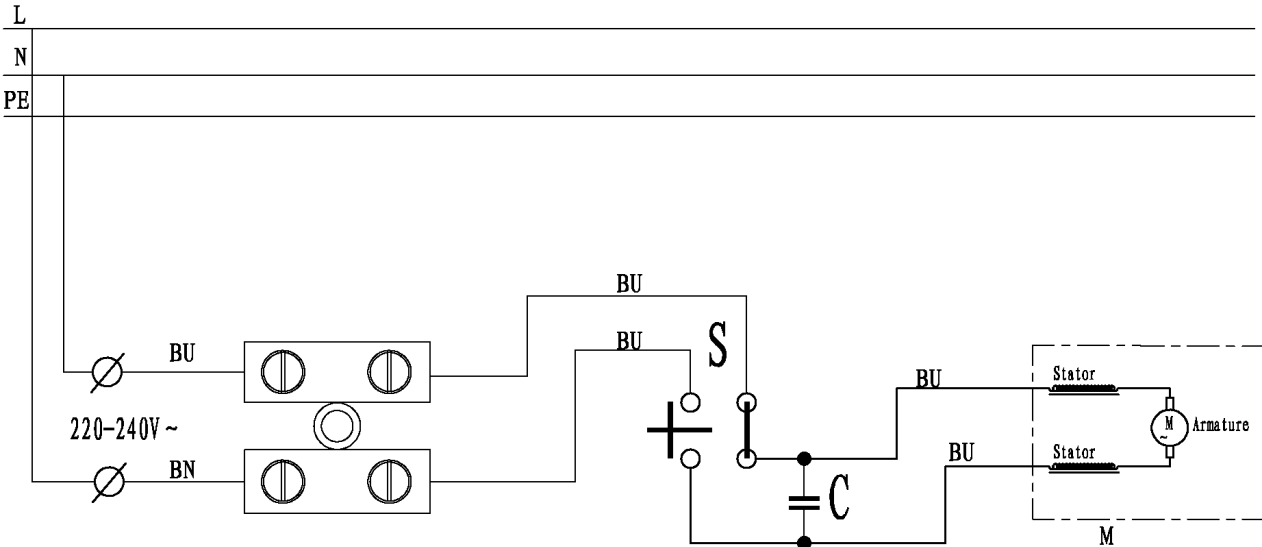 L
N
PE
BU
BU
S
BU
BU
Stator
M
~
Armature
220-240V ~
BN
BU
Stator
C
M